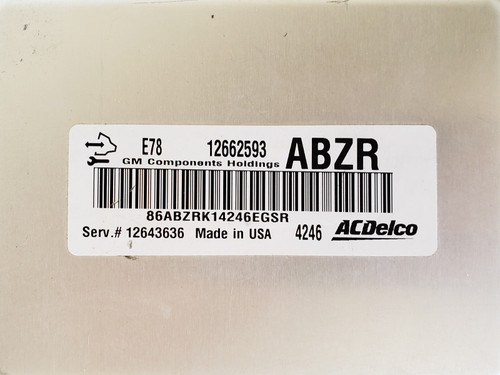 E78 12662593 ABZR
GM Components Holdings
86ABZRK14246EGSR
Serv.# 12643636 Made in USA 4246 ACDelco